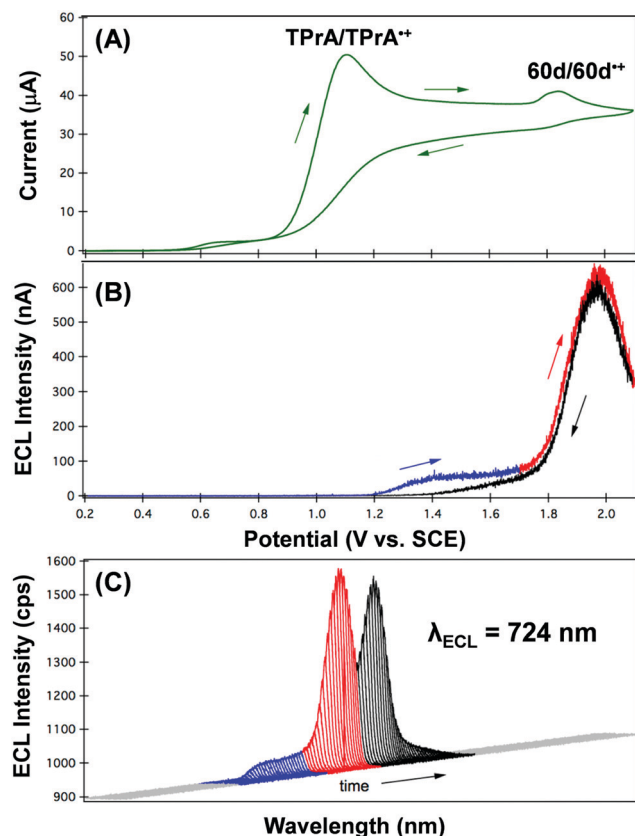 (A)
TPrA/TPrA•+
60d/60d•+
Current (μA)
60
50
40
30
20
10
0
(B)
ECL Intensity (nA)
600
500
400
300
200
100
0
0.2
0.4
0.6
0.8
1.0
1.2
1.4
1.6
1.8
2.0
Potential (V vs. SCE)
(C)
λECL = 724 nm
ECL Intensity (cps)
1600
1500
1400
1300
1200
1100
1000
900
time
Wavelength (nm)